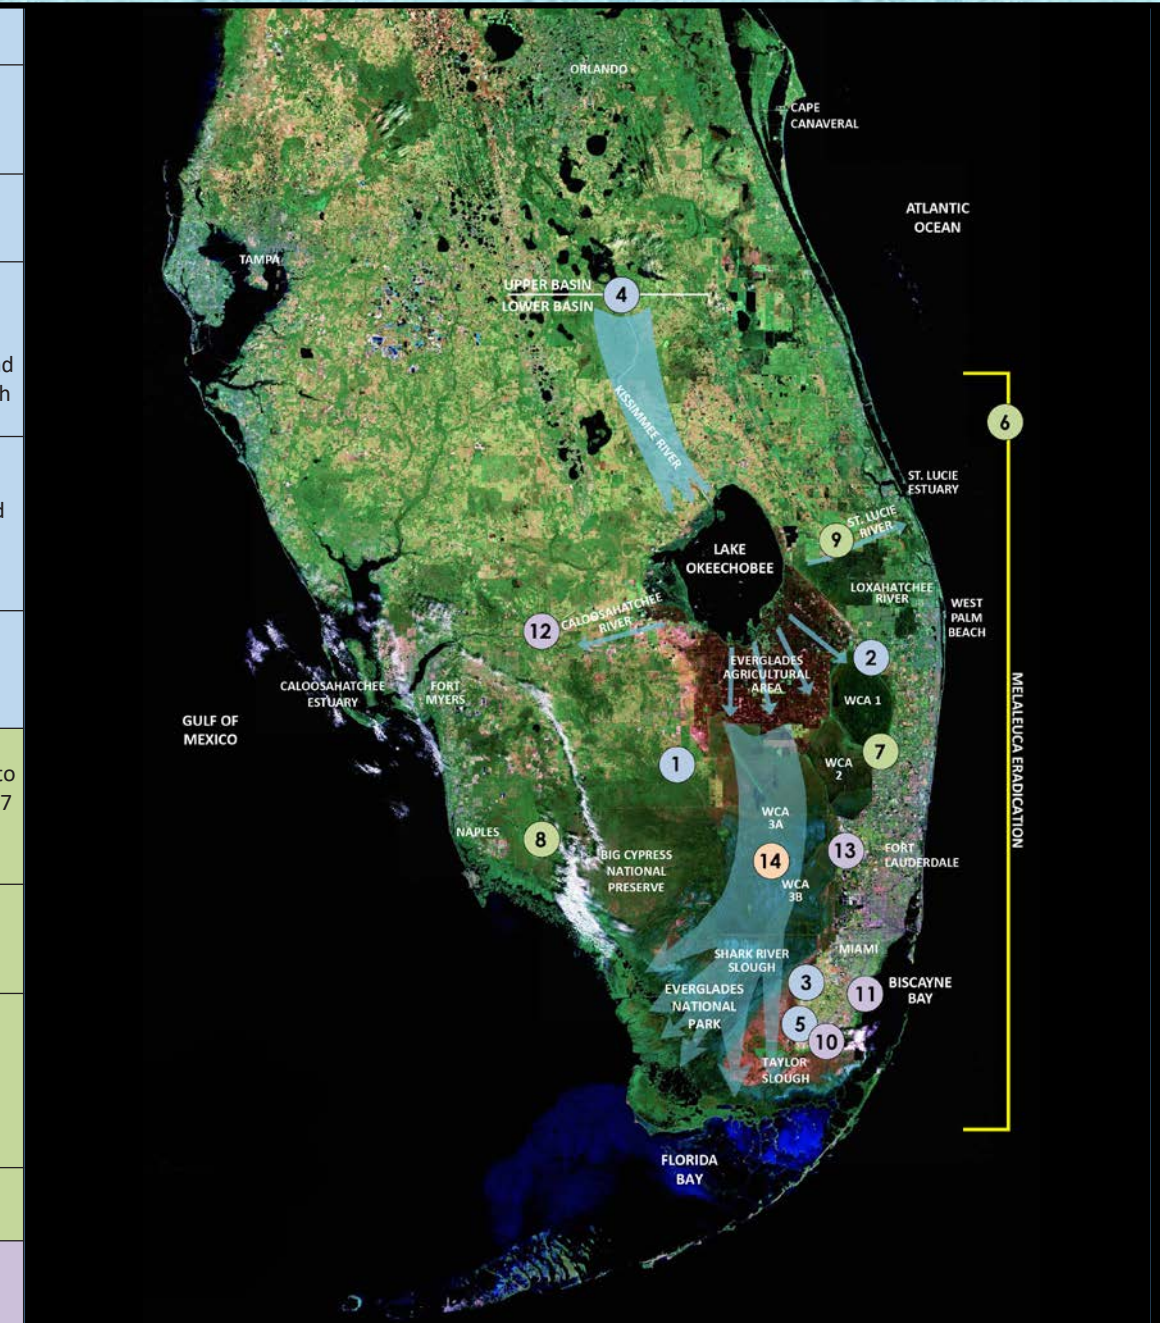 d
h
d
to
7
ORLANDO
CAPE
CANAVERAL
ATLANTIC
OCEAN
TAMPA
UPPER BASIN
LOWER BASIN
4
KISSIMMEE RIVER
6
ST. LUCIE
ESTUARY
9
ST. LUCIE
RIVER
LAKE
OKEECHOBEE
LOXAHATCHEE
RIVER
WEST
PALM
BEACH
12
CALOOSAHATCHEE
RIVER
2
EVERGLADES
AGRICULTURAL
AREA
CALOOSAHATCHEE
ESTUARY
FORT
MYERS
WCA 1
GULF OF
MEXICO
MELALEUCA ERADICATION
1
7
WCA
2
WCA
3A
NAPLES
8
BIG CYPRESS
NATIONAL
PRESERVE
14
13
FORT
LAUDERDALE
WCA
3B
MIAMI
SHARK RIVER
SLOUGH
3
11
BISCAYNE
BAY
EVERGLADES
NATIONAL
PARK
5
10
TAYLOR
SLOUGH
FLORIDA
BAY